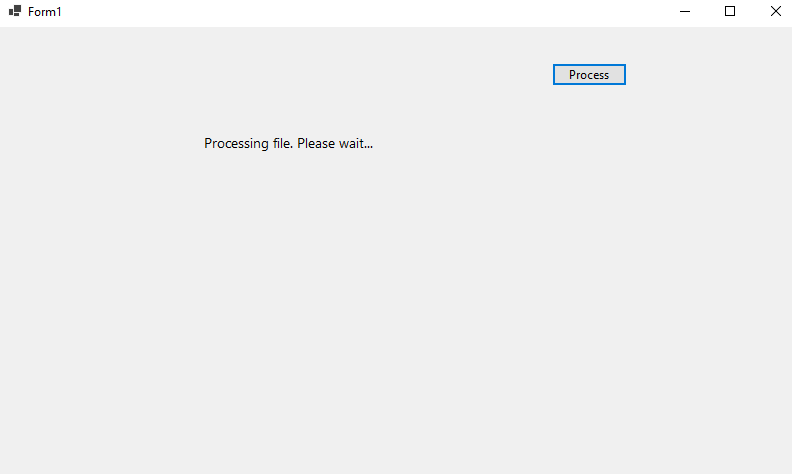 Form1
Process
Processing file. Please wait...